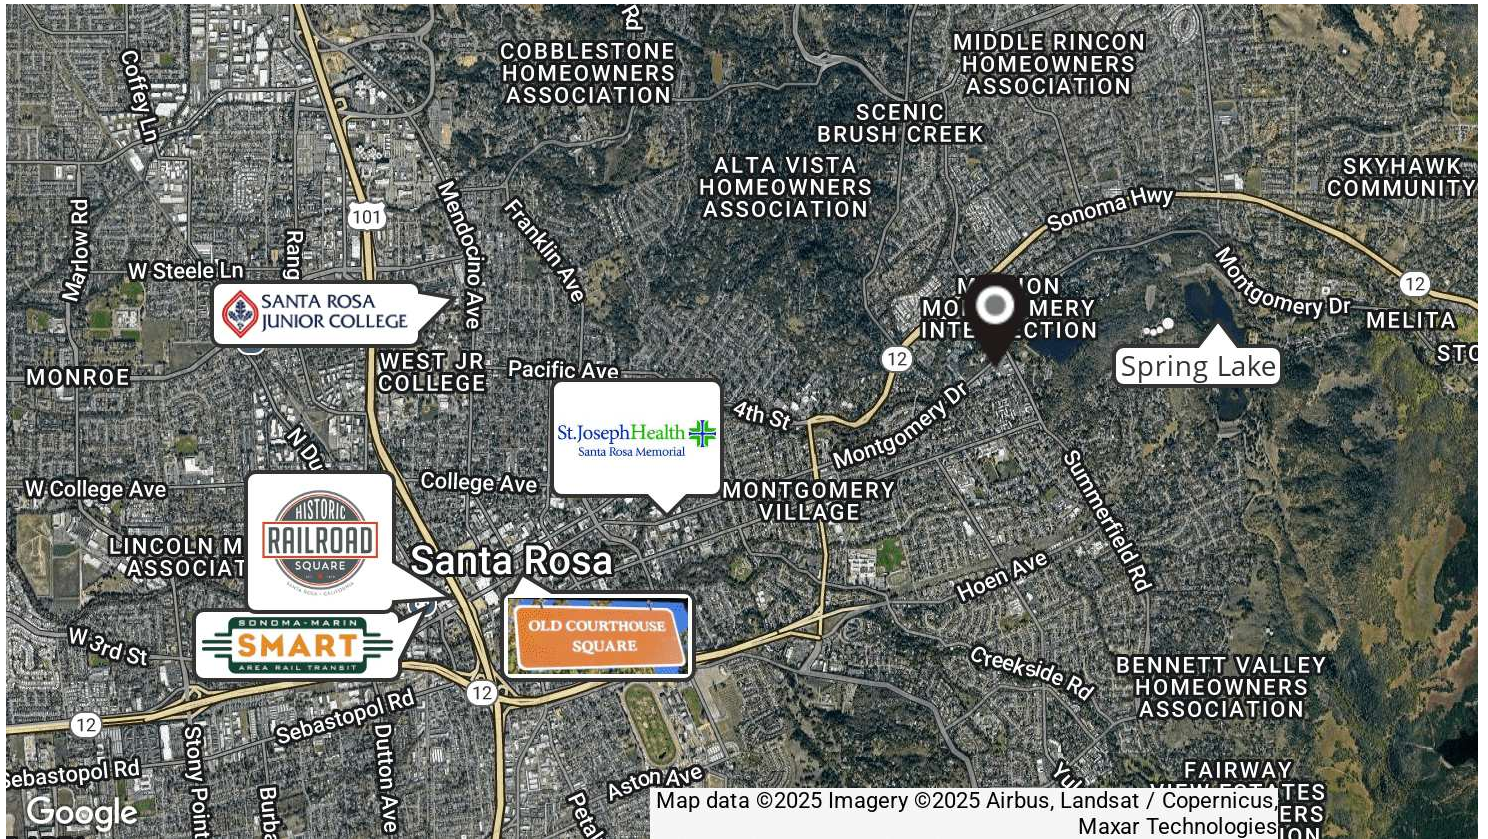 Rd
COBBLESTONE
HOMEOWNERS
ASSOCIATION
MIDDLE RINCON
HOMEOWNERS
ASSOCIATION
Coffey Ln
SCENIC
BRUSH CREEK
ALTA VISTA
HOMEOWNERS
ASSOCIATION
SKYHAWK
COMMUNITY
Mendocino Ave
Franklin Ave
Sonoma Hwy
101
Marlow Rd
Rang
W Steele Ln
Montgomery Dr
12
SANTA ROSA
JUNIOR COLLEGE
MELITA
STO
12
WEST JR
COLLEGE
Pacific Ave
MONROE
Spring Lake
4th St
Montgomery Dr
St.JosephHealth
Santa Rosa Memorial
N Du
College Ave
W College Ave
MONTGOMERY
VILLAGE
Summerfield Rd
HISTORIC
RAILROAD
SQUARE
LINCOLN M
ASSOCIAT
Santa Rosa
Hoen Ave
SONOMA-MARIN
SMART
AREA RAIL TRANSIT
OLD COURTHOUSE
SQUARE
W 3rd St
Creekside Rd
BENNETT VALLEY
HOMEOWNERS
ASSOCIATION
12
12
Sebastopol Rd
Sebastopol Rd
Stony Point
Dutton Ave
Burba
Aston Ave
Petal
Yul
FAIRWAY
Google
Map data ©2025 Imagery ©2025 Airbus, Landsat / Copernicus,
Maxar Technologies